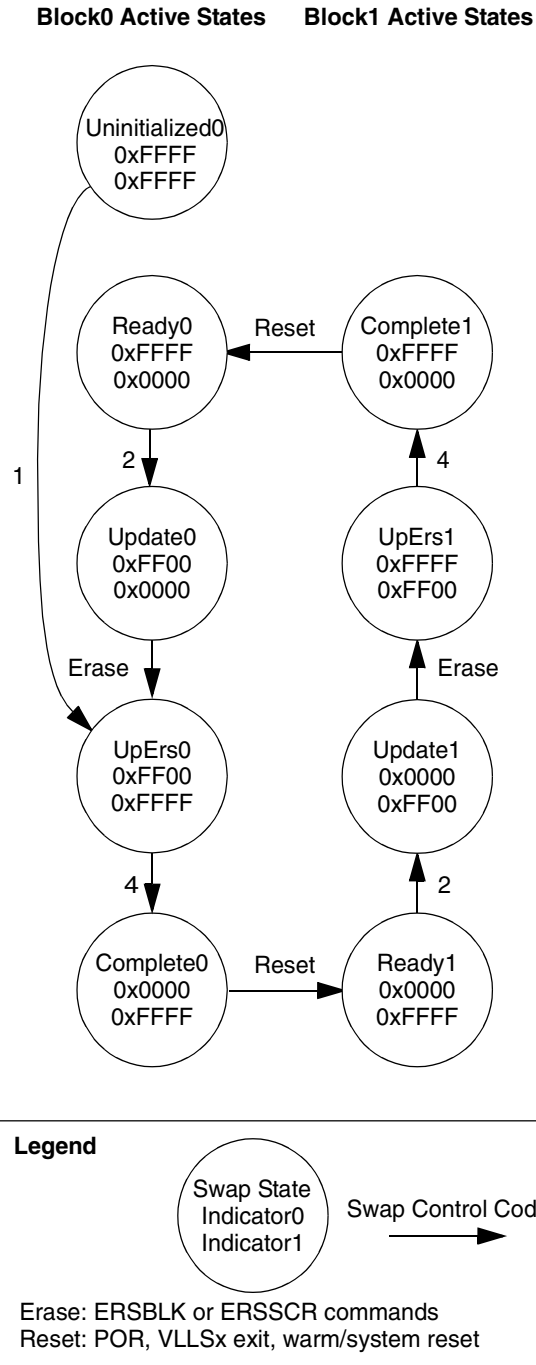 Block0 Active States Block1 Active States
Uninitialized0
0xFFFF
0xFFFF
Ready0
0xFFFF
0x0000
Reset
Complete1
0xFFFF
0x0000
1
2
4
Update0
0xFF00
0x0000
UpErs1
0xFFFF
0xFF00
Erase
Erase
UpErs0
0xFF00
0xFFFF
Update1
0x0000
0xFF00
4
2
Complete0
0x0000
0xFFFF
Reset
Ready1
0x0000
0xFFFF
Legend
Swap State
Indicator0
Indicator1
Swap Control Cod
Erase: ERSBLK or ERSSCR commands
Reset: POR, VLLSx exit, warm/system reset